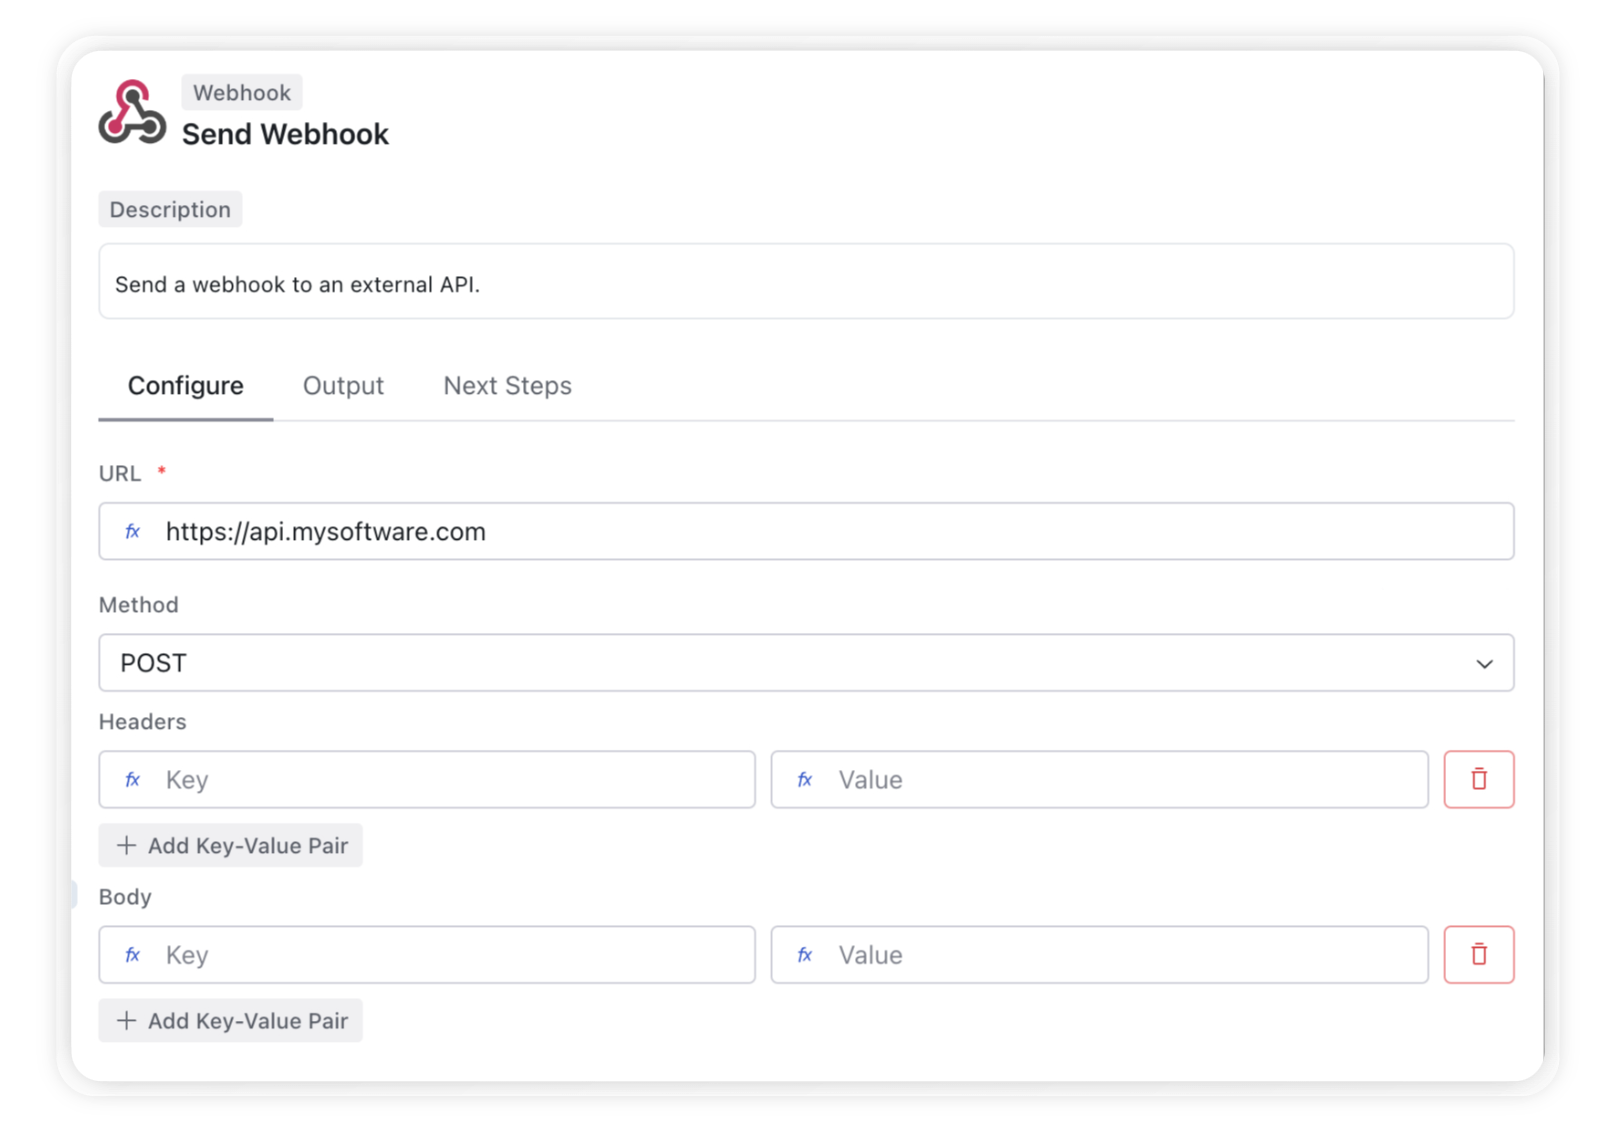 Webhook
Send Webhook
Description
Send a webhook to an external API.
Configure Output Next Steps
URL *
fx https://api.mysoftware.com
Method
POST
Headers
fx Key fx Value
+ Add Key-Value Pair
Body
fx Key fx Value
+ Add Key-Value Pair